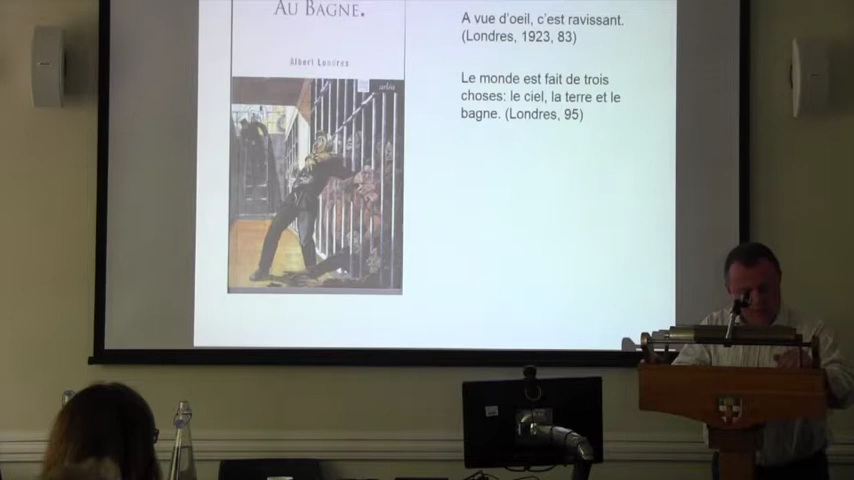 AU BAGNE.
Albert Londres
A vue d'oeil, c'est ravissant.
(Londres, 1923, 83)
Le monde est fait de trois
choses: le ciel, la terre et le
bagne. (Londres, 95)